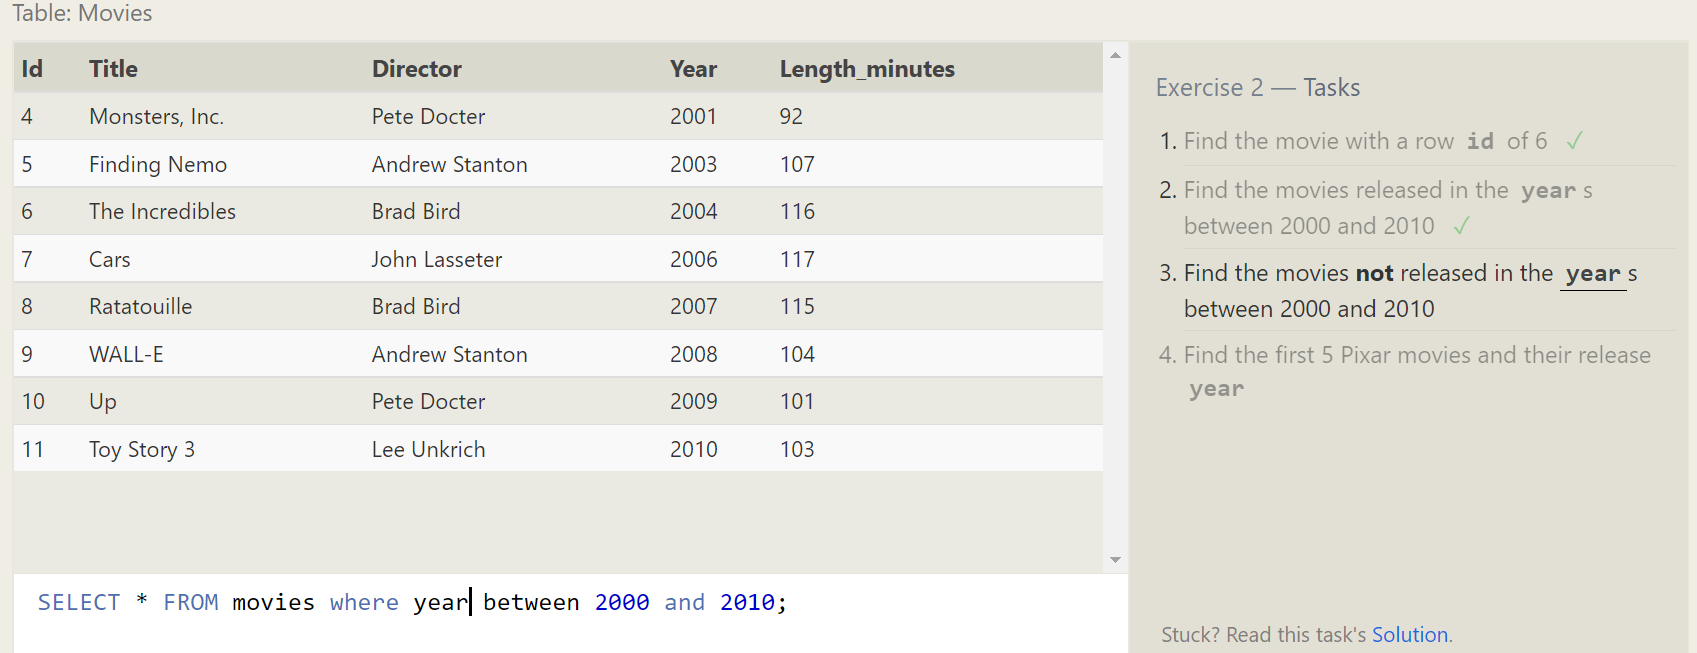 Table: Movies
Id Title Director Year Length_minutes
4 Monsters, Inc. Pete Docter 2001 92
5 Finding Nemo Andrew Stanton 2003 107
6 The Incredibles Brad Bird 2004 116
7 Cars John Lasseter 2006 117
8 Ratatouille Brad Bird 2007 115
9 WALL-E Andrew Stanton 2008 104
10 Up Pete Docter 2009 101
11 Toy Story 3 Lee Unkrich 2010 103
SELECT * FROM movies where year between 2000 and 2010;
Exercise 2 — Tasks
1. Find the movie with a row id of 6 ✓
2. Find the movies released in the year s
between 2000 and 2010 ✓
3. Find the movies not released in the year s
between 2000 and 2010
4. Find the first 5 Pixar movies and their release
year
Stuck? Read this task's Solution.